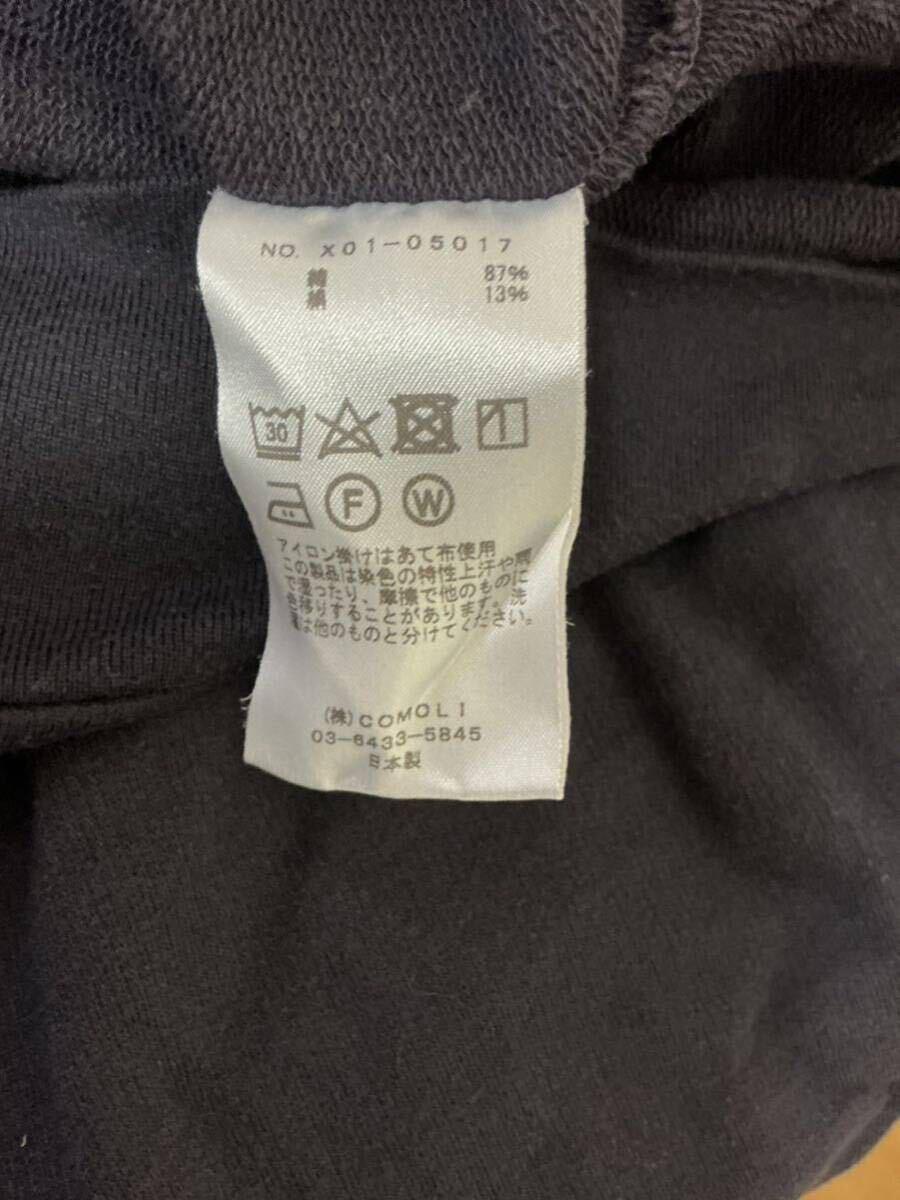 NO. X01-05017
綿 87%
絹 13%
30
F W
アイロン掛けはあて布使用
この製品は染色の特性上汗や雨
で湿ったり、摩擦で他のものに
色移りすることがあります。洗
濯は他のものと分けてください。
(株)COMOLI
03-6433-5845
日本製